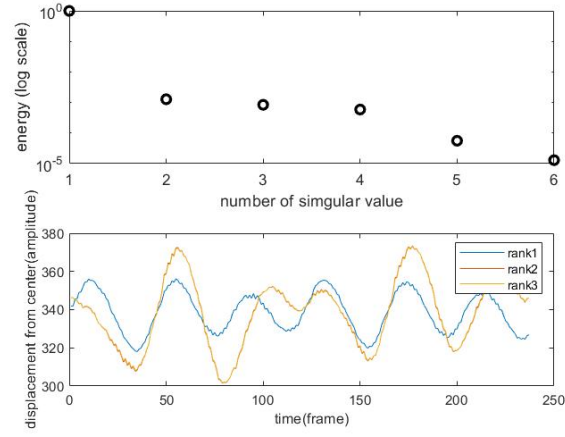 energy (log scale)
10^0
10^-5
1 2 3 4 5 6
number of simgular value
displacement from center(amplitude)
380
360
340
320
300
0 50 100 150 200 250
time(frame)
rank1
rank2
rank3